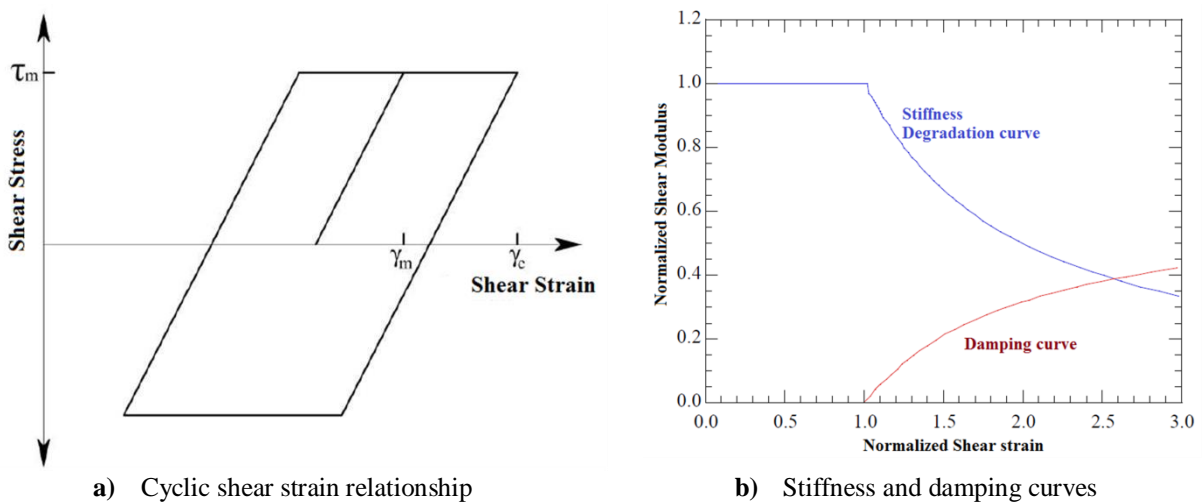 τm
Shear Stress
γm
γc
Shear Strain
a) Cyclic shear strain relationship
1.2
1.0
0.8
0.6
0.4
0.2
0.0
Normalized Shear Modulus
Stiffness
Degradation curve
Damping curve
0.0 0.5 1.0 1.5 2.0 2.5 3.0
Normalized Shear strain
b) Stiffness and damping curves